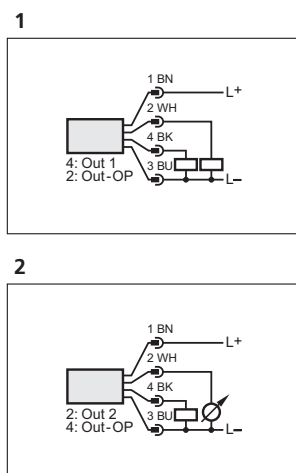 1
1 BN
L+
2 WH
4 BK
4: Out 1
3 BU
2: Out-OP
L–
2
1 BN
L+
2 WH
4 BK
2: Out 2
3 BU
4: Out-OP
L–